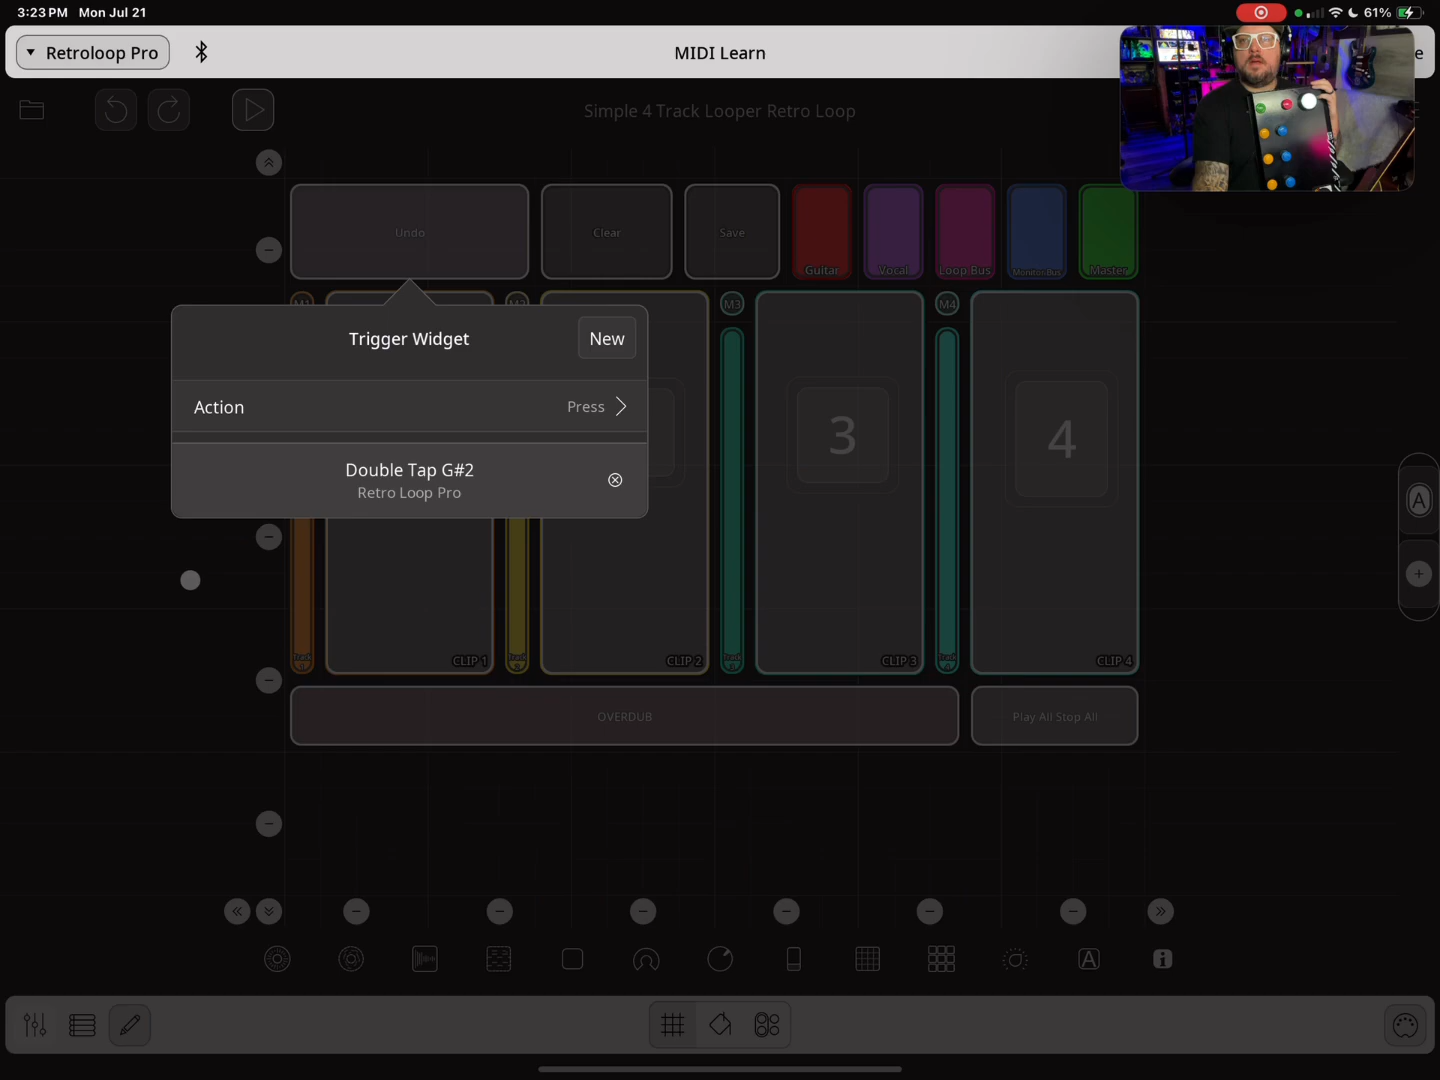 3:23 PM Mon Jul 21
61%
Retroloop Pro
MIDI Learn
e
Simple 4 Track Looper Retro Loop
Undo
Clear
Save
Guitar
Vocal
Loop Bus
Monitor Bus
Master
M3
M4
Trigger Widget
New
Action
Press
Double Tap G#2
Retro Loop Pro
3
4
A
CLIP 1
CLIP 2
CLIP 3
CLIP 4
OVERDUB
Play All Stop All
A